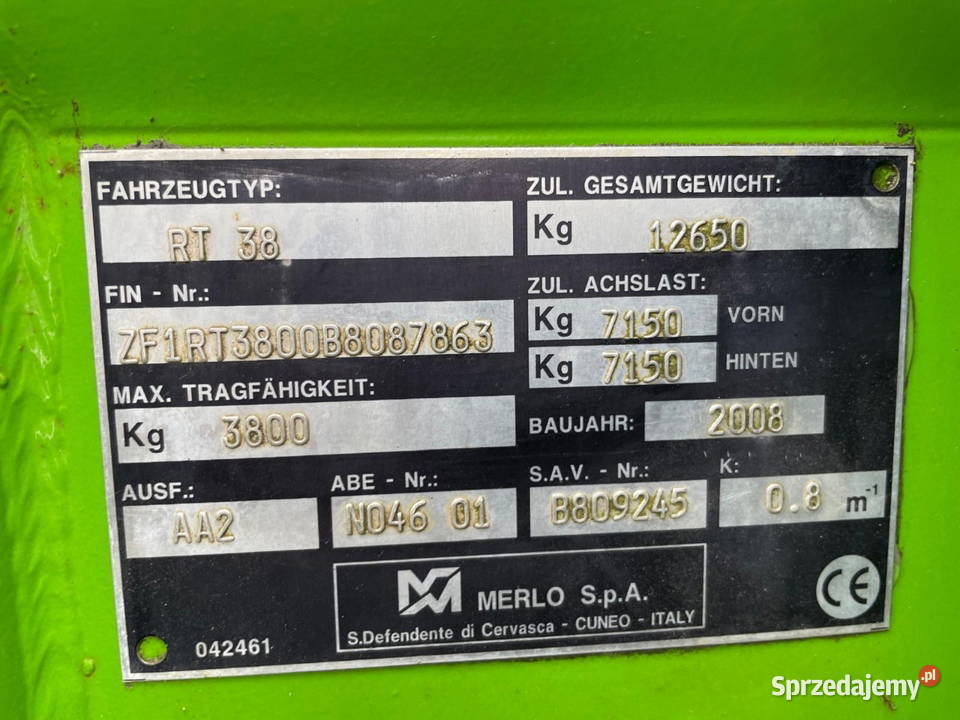 FAHRZEUGTYP:
RT 38
ZUL. GESAMTGEWICHT:
Kg 12650
FIN - Nr.:
ZF1RT3800B8087863
ZUL. ACHSLAST:
Kg 7150 VORN
Kg 7150 HINTEN
MAX. TRAGFÄHIGKEIT:
Kg 3800
BAUJAHR: 2008
AUSF.:
AA2
ABE - Nr.:
N046 01
S.A.V. - Nr.:
B809245
K:
0.8 m-1
MERLO S.p.A.
S.Defendente di Cervasca - CUNEO - ITALY
CE
042461
Sprzedajemy.pl